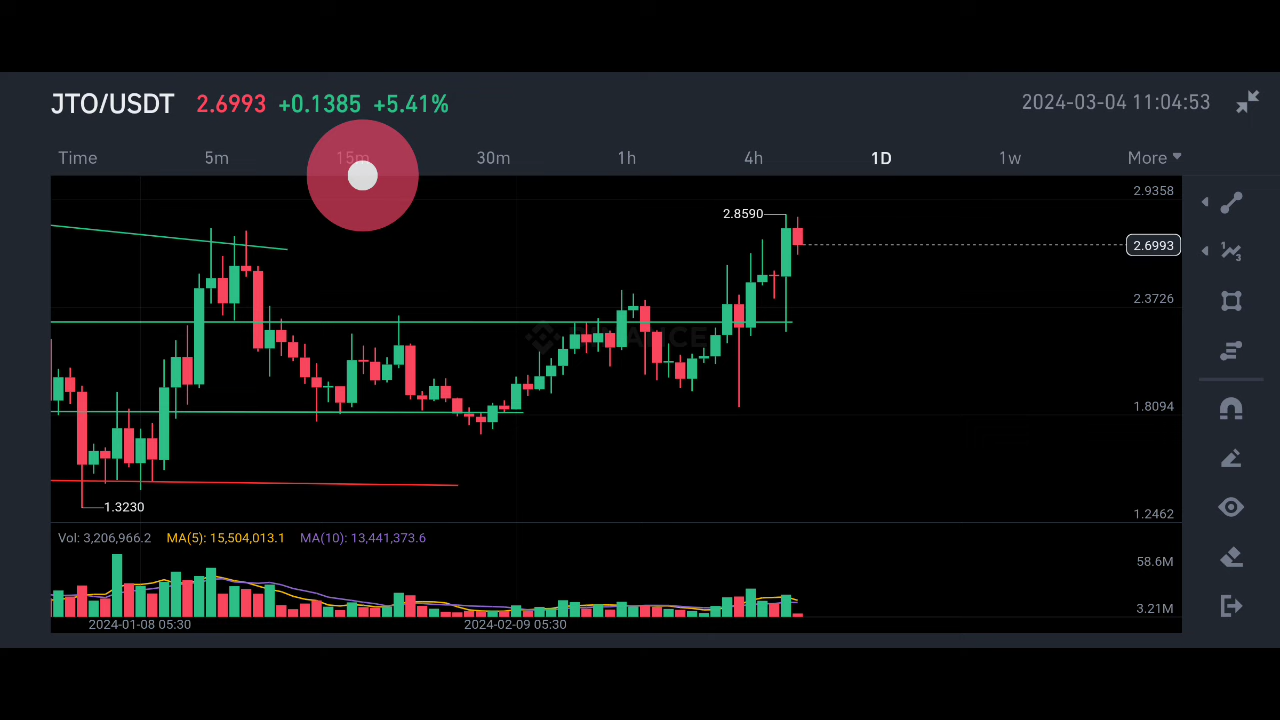 JTO/USDT 2.6993 +0.1385 +5.41% 2024-03-04 11:04:53
Time 5m 15m 30m 1h 4h 1D 1w More
2.9358
2.8590
2.6993
2.3726
BINANCE
1.8094
1.3230
1.2462
Vol: 3,206,966.2 MA(5): 15,504,013.1 MA(10): 13,441,373.6
58.6M
3.21M
2024-01-08 05:30 2024-02-09 05:30